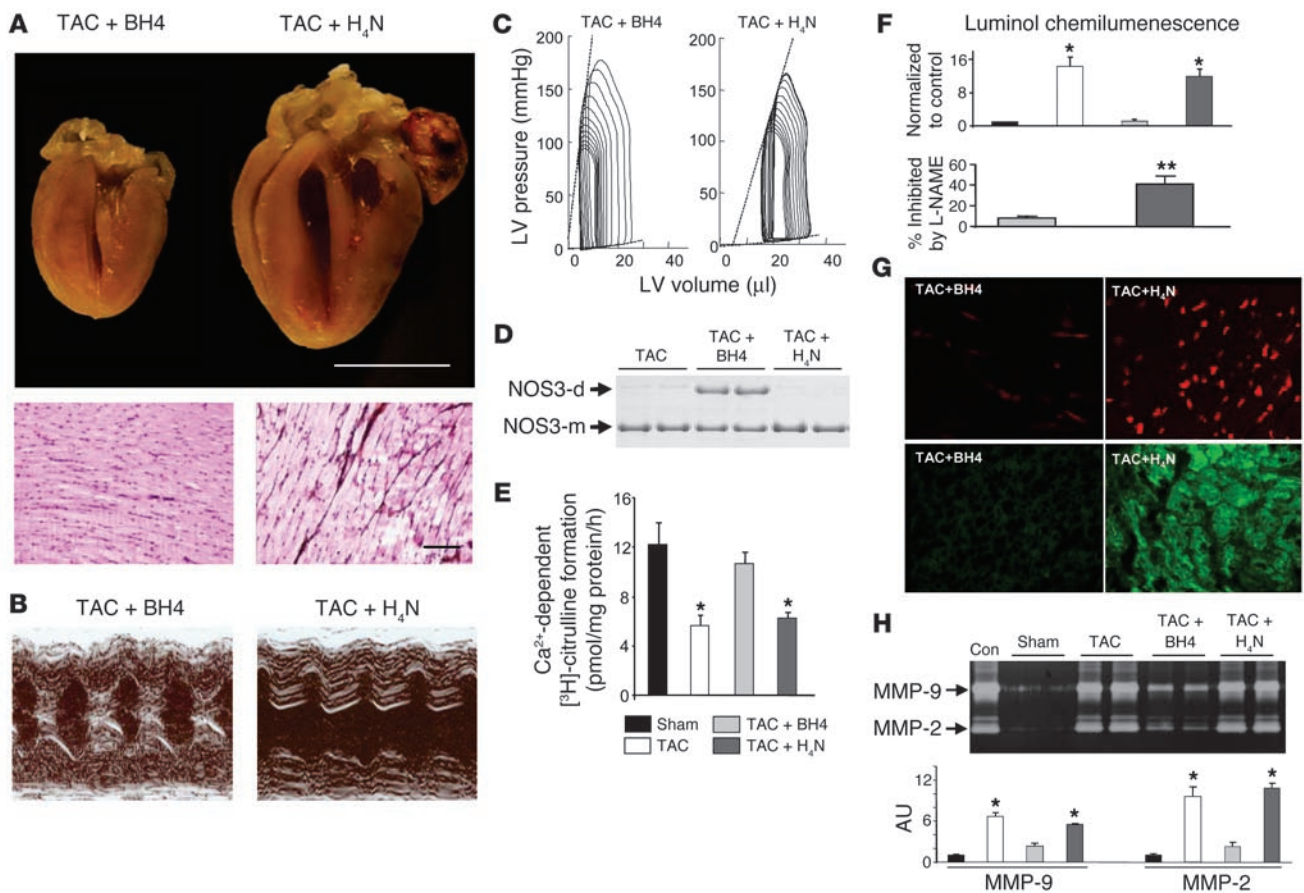 A
TAC + BH4
TAC + H₄N
B
TAC + BH4
TAC + H₄N
C
TAC + BH4
TAC + H₄N
LV pressure (mmHg)
200
150
100
50
0
200
150
100
50
0
0
20
40
0
20
40
LV volume (µl)
D
TAC
TAC +
BH4
TAC +
H₄N
NOS3-d
NOS3-m
E
Ca²⁺-dependent
[³H]-citrulline formation
(pmol/mg protein/h)
16
12
8
4
0
*
*
Sham
TAC + BH4
TAC
TAC + H₄N
F
Luminol chemilumenescence
Normalized
to control
16
8
0
*
*
% Inhibited
by L-NAME
60
40
20
0
**
G
TAC+BH4
TAC+H₄N
TAC+BH4
TAC+H₄N
H
Con
Sham
TAC
TAC +
BH4
TAC +
H₄N
MMP-9
MMP-2
AU
12
6
0
*
*
*
*
MMP-9
MMP-2